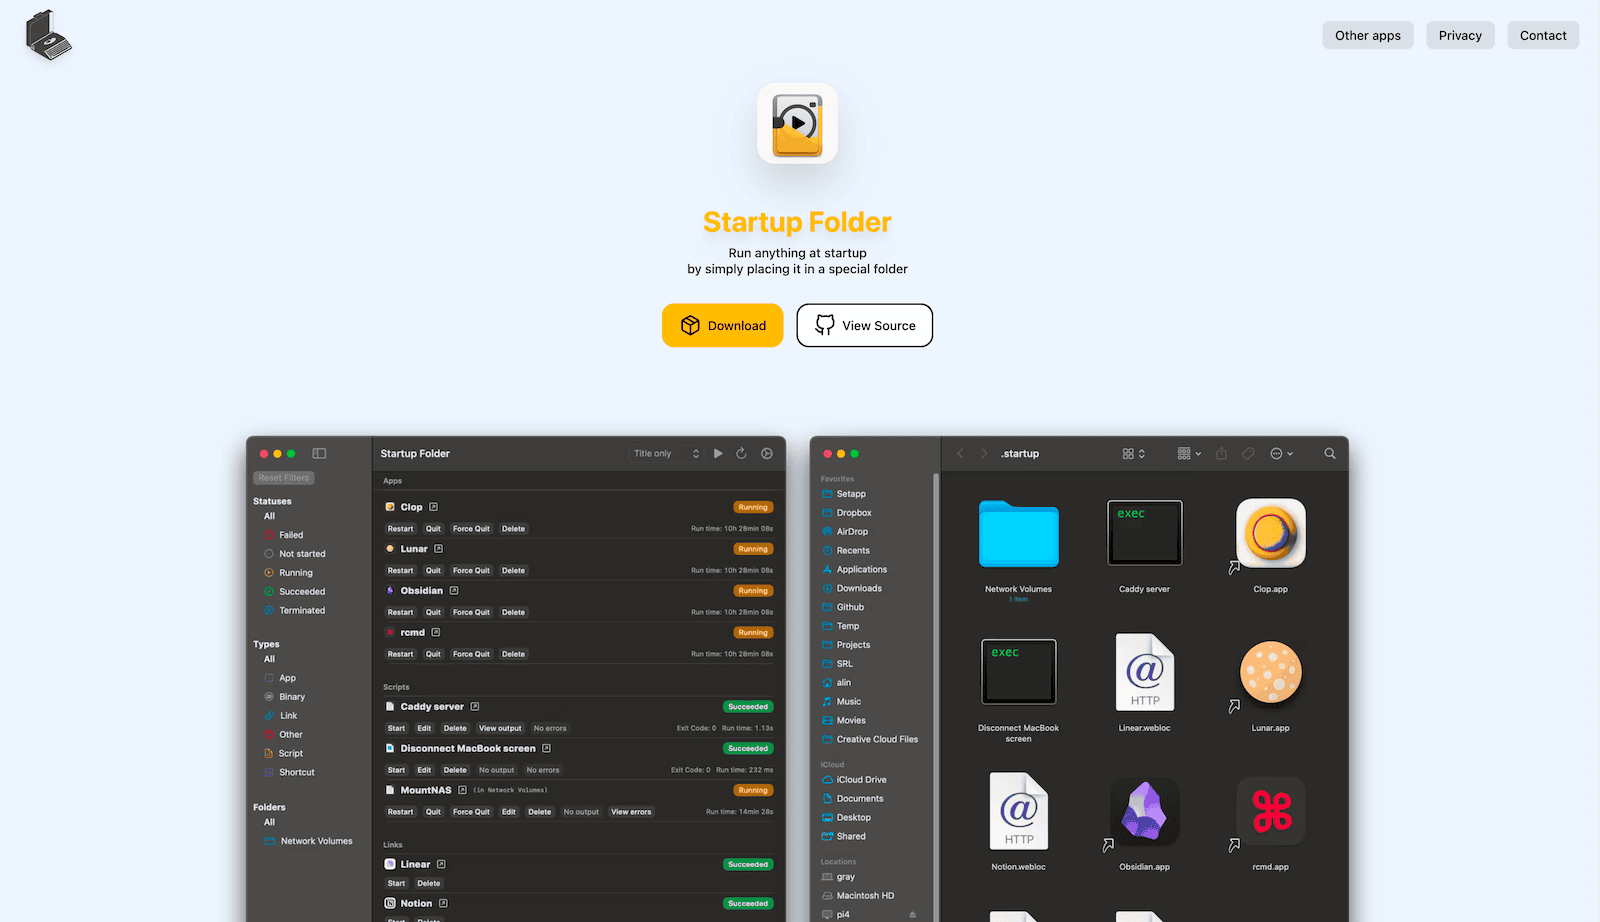 Other apps
Privacy
Contact
Startup Folder
Run anything at startup
by simply placing it in a special folder
Download
View Source
Startup Folder
Title only
Reset Filters
Statuses
All
Failed
Not started
Running
Succeeded
Terminated
Types
All
App
Binary
Link
Other
Script
Shortcut
Folders
All
Network Volumes
Apps
Clop
Running
Restart Quit Force Quit Delete Run time: 10h 28min 08s
Lunar
Running
Restart Quit Force Quit Delete Run time: 10h 28min 08s
Obsidian
Running
Restart Quit Force Quit Delete Run time: 10h 28min 08s
rcmd
Running
Restart Quit Force Quit Delete Run time: 10h 28min 08s
Scripts
Caddy server
Succeeded
Start Edit Delete View output No errors Exit Code: 0 Run time: 1.13s
Disconnect MacBook screen
Succeeded
Start Edit Delete No output No errors Exit Code: 0 Run time: 232 ms
MountNAS (in Network Volumes)
Running
Restart Quit Force Quit Edit Delete No output View errors Run time: 14min 28s
Links
Linear
Succeeded
Start Delete
Notion
Succeeded
Start Delete
.startup
Favorites
Setapp
Dropbox
AirDrop
Recents
Applications
Downloads
Github
Temp
Projects
SRL
alin
Music
Movies
Creative Cloud Files
iCloud
iCloud Drive
Documents
Desktop
Shared
Locations
gray
Macintosh HD
pi4
Network Volumes
1 item
exec
Caddy server
Clop.app
exec
Disconnect MacBook
screen
HTTP
Linear.webloc
Lunar.app
HTTP
Notion.webloc
Obsidian.app
rcmd.app